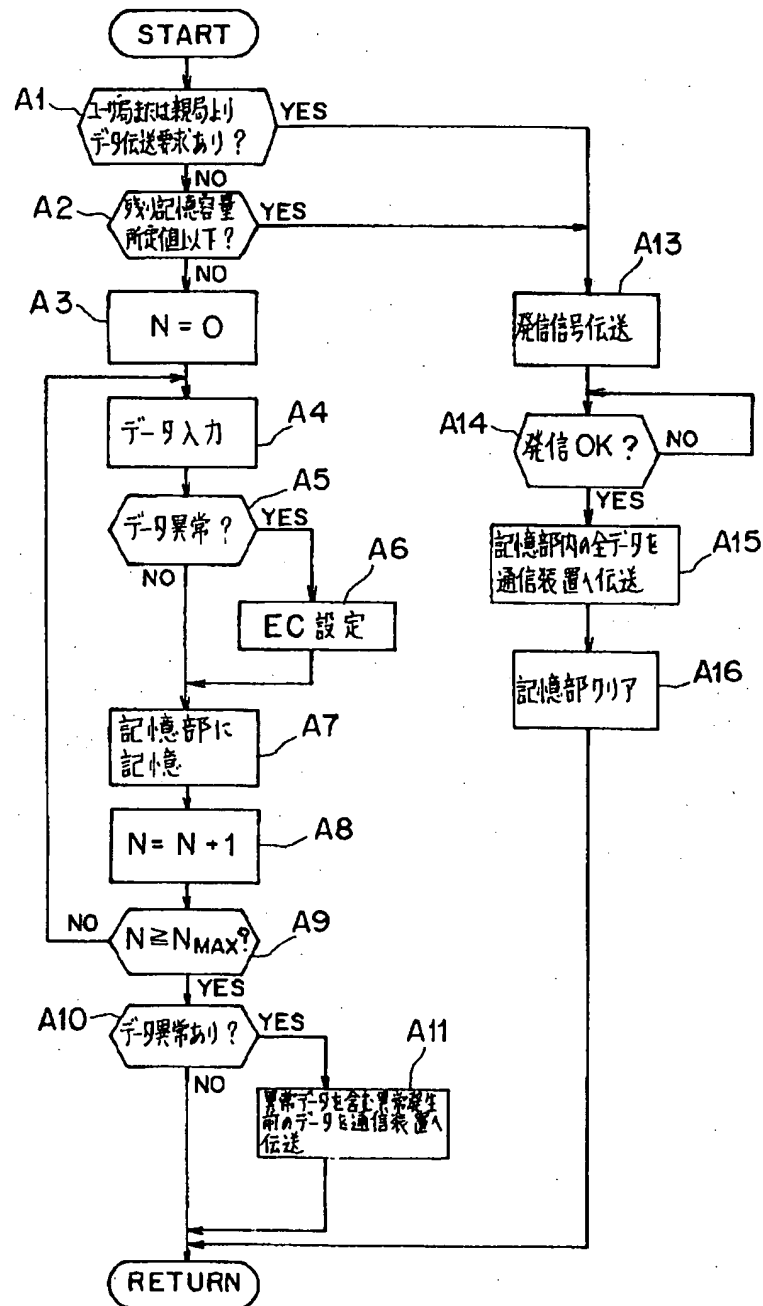 START
A1
ユーザ局または親局より
データ伝送要求あり?
YES
NO
A2
残り記憶容量
所定値以下?
YES
NO
A3
N=0
A4
データ入力
A5
データ異常?
YES
NO
A6
EC設定
A7
記憶部に
記憶
A8
N=N+1
A9
N≧NMAX?
NO
YES
A10
データ異常あり?
YES
NO
A11
異常データを含む異常発生
前のデータを通信装置へ
伝送
A13
発信信号伝送
A14
発信OK?
NO
YES
A15
記憶部内の全データを
通信装置へ伝送
A16
記憶部クリア
RETURN